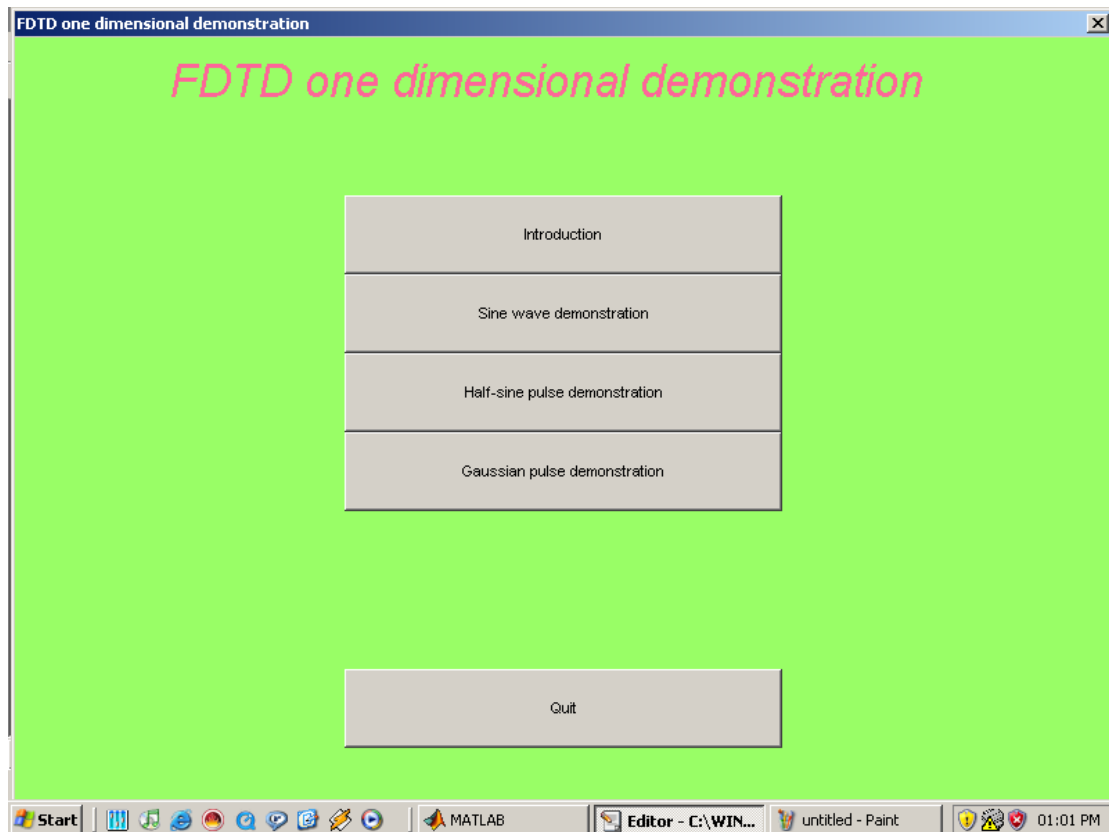 FDTD one dimensional demonstration
FDTD one dimensional demonstration
Introduction
Sine wave demonstration
Half-sine pulse demonstration
Gaussian pulse demonstration
Quit
Start MATLAB Editor - C:\WIN... untitled - Paint 01:01 PM